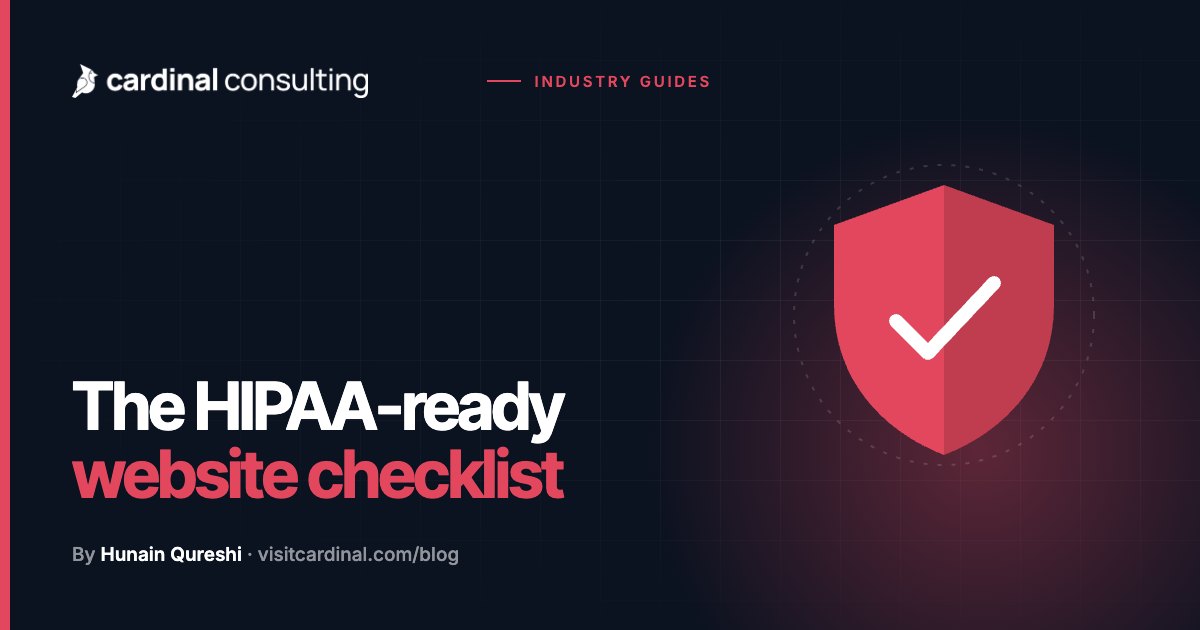 cardinal consulting
INDUSTRY GUIDES
The HIPAA-ready
website checklist
By Hunain Qureshi · visitcardinal.com/blog